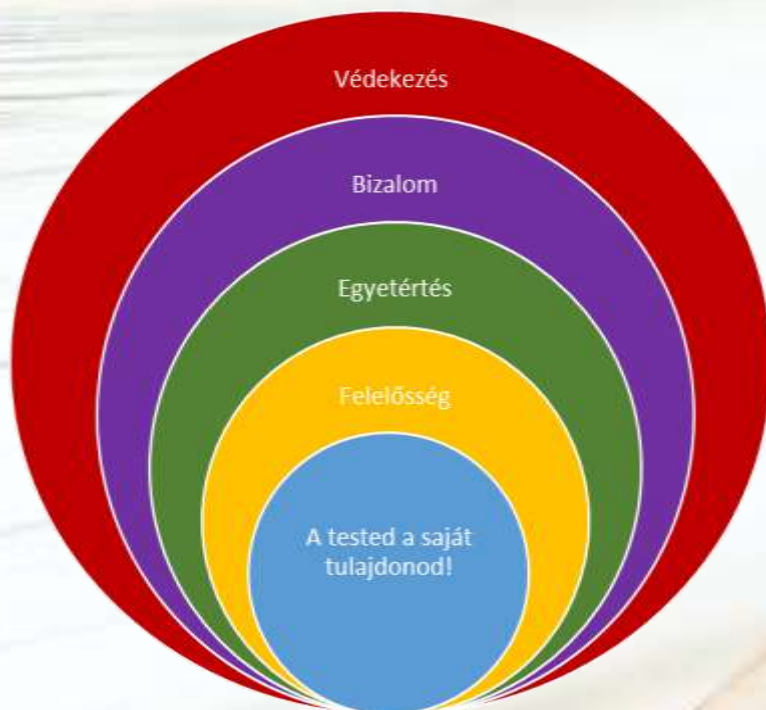 Védekezés
Bizalom
Egyetértés
Felelősség
A tested a saját
tulajdonod!